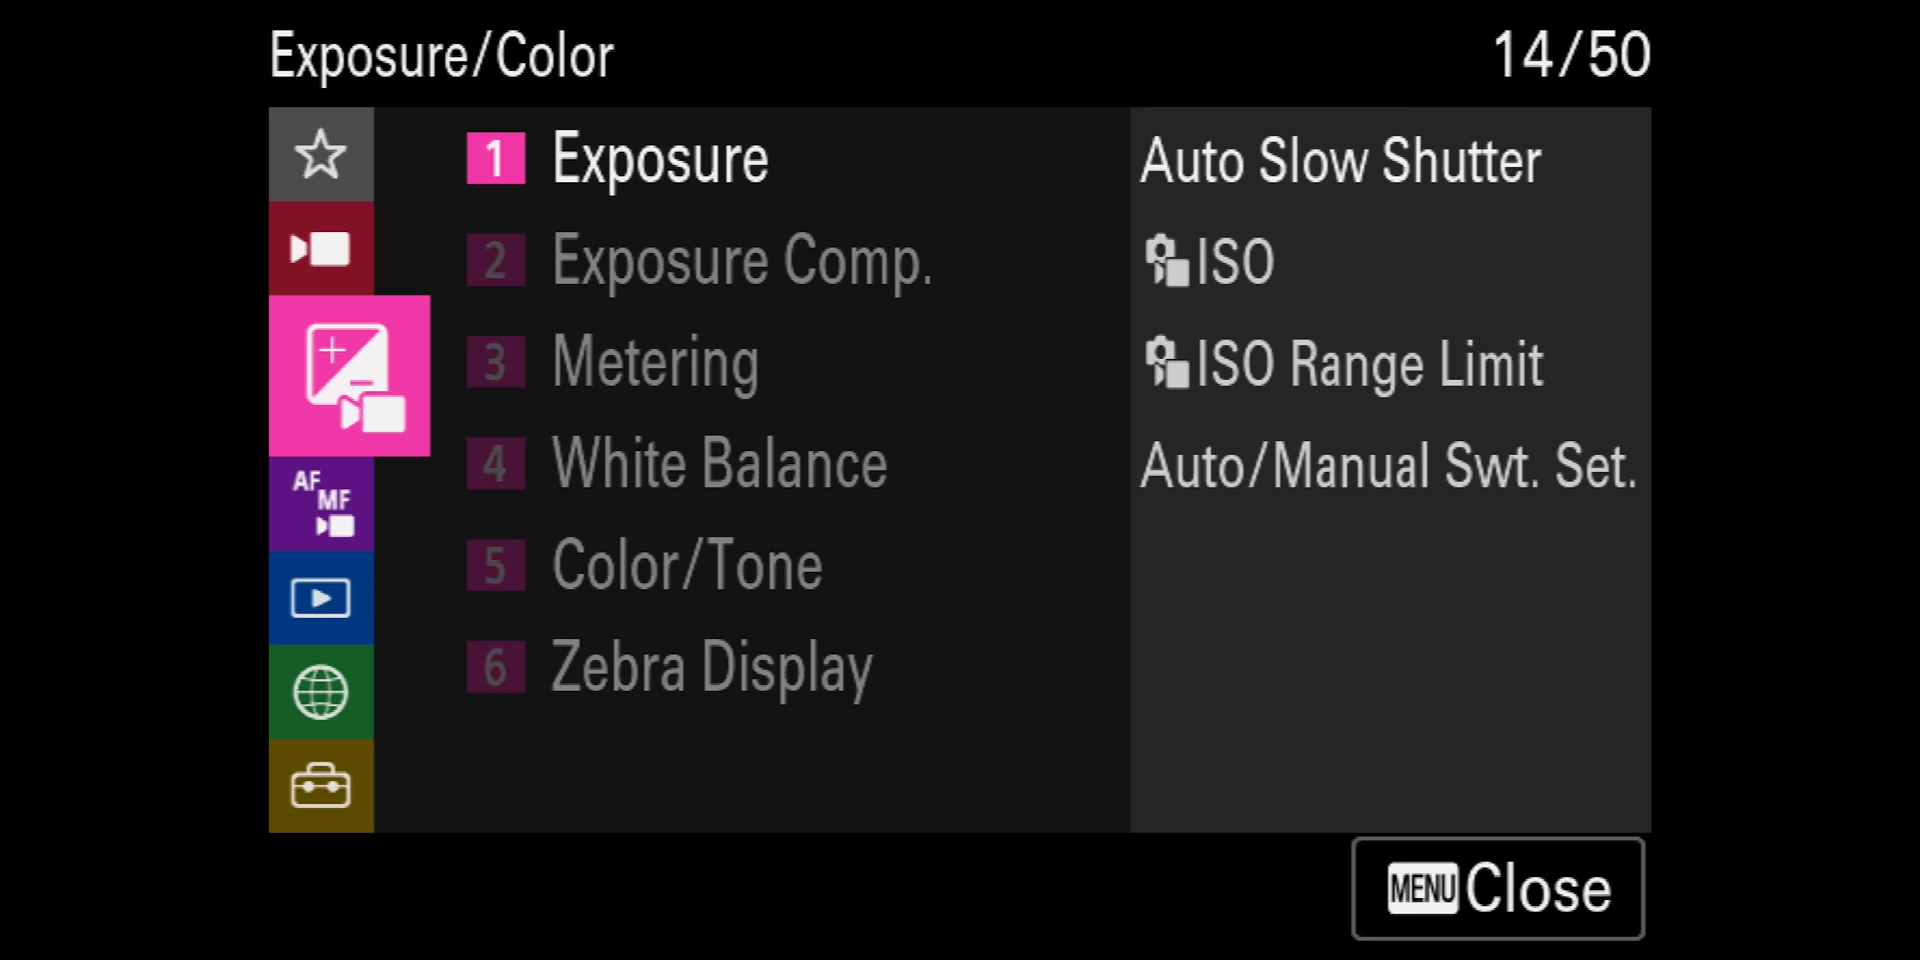 Exposure/Color 14/50
1 Exposure
2 Exposure Comp.
3 Metering
4 White Balance
5 Color/Tone
6 Zebra Display
AF
MF
Auto Slow Shutter
ISO
ISO Range Limit
Auto/Manual Swt. Set.
MENU Close